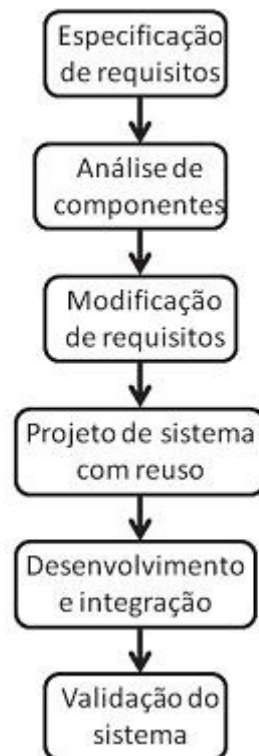 Especificação
de requisitos
Análise de
componentes
Modificação
de requisitos
Projeto de sistema
com reuso
Desenvolvimento
e integração
Validação do
sistema